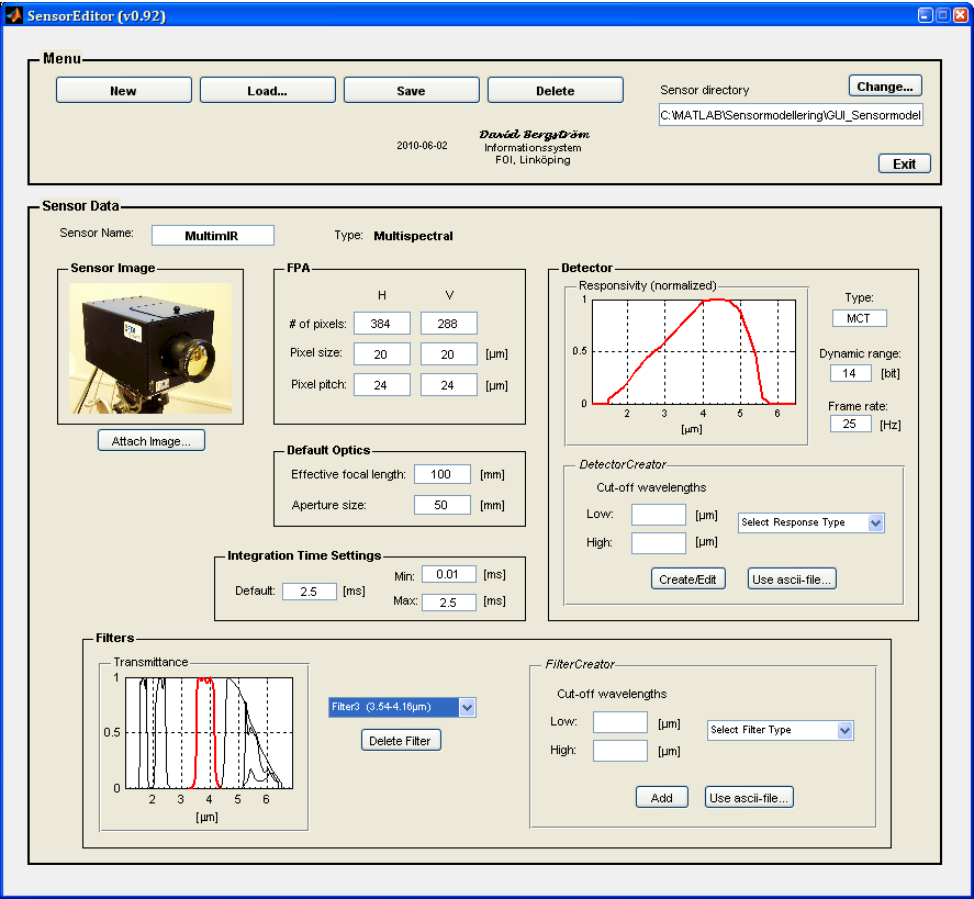 SensorEditor (v0.92)
Menu
New
Load...
Save
Delete
Sensor directory
Change...
C:\MATLAB\Sensormodellering\GUI_Sensormodel
2010-06-02
David Bergström
Informationssystem
FOI, Linköping
Exit
Sensor Data
Sensor Name:
MultimIR
Type: Multispectral
Sensor Image
Attach Image...
FPA
H V
# of pixels: 384 288
Pixel size: 20 20 [µm]
Pixel pitch: 24 24 [µm]
Default Optics
Effective focal length: 100 [mm]
Aperture size: 50 [mm]
Integration Time Settings
Default: 2.5 [ms]
Min: 0.01 [ms]
Max: 2.5 [ms]
Detector
Responsivity (normalized)
1
0.5
0
2 3 4 5 6
[µm]
Type:
MCT
Dynamic range:
14 [bit]
Frame rate:
25 [Hz]
DetectorCreator
Cut-off wavelengths
Low: [µm]
High: [µm]
Select Response Type
Create/Edit
Use ascii-file...
Filters
Transmittance
1
0.5
0
2 3 4 5 6
[µm]
Filter3 (3.54-4.16µm)
Delete Filter
FilterCreator
Cut-off wavelengths
Low: [µm]
High: [µm]
Select Filter Type
Add
Use ascii-file...